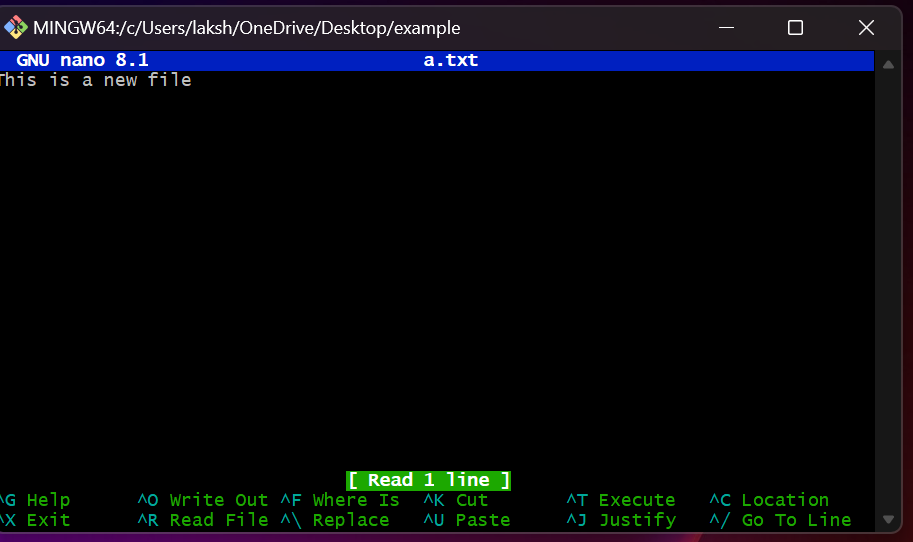 MINGW64:/c/Users/laksh/OneDrive/Desktop/example
GNU nano 8.1 a.txt
This is a new file
[ Read 1 line ]
^G Help ^O Write Out ^F Where Is ^K Cut ^T Execute ^C Location
^X Exit ^R Read File ^\ Replace ^U Paste ^J Justify ^/ Go To Line